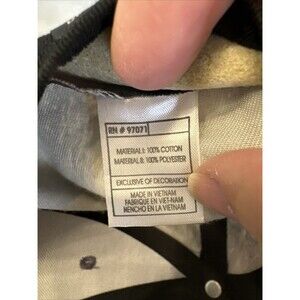 RN # 97071
MATERIAL I: 100% COTTON
MATERIAL II: 100% POLYESTER
EXCLUSIVE OF DECORATION
MADE IN VIETNAM
FABRIQUE EN VIET-NAM
HENCHO EN LA VIETNAM